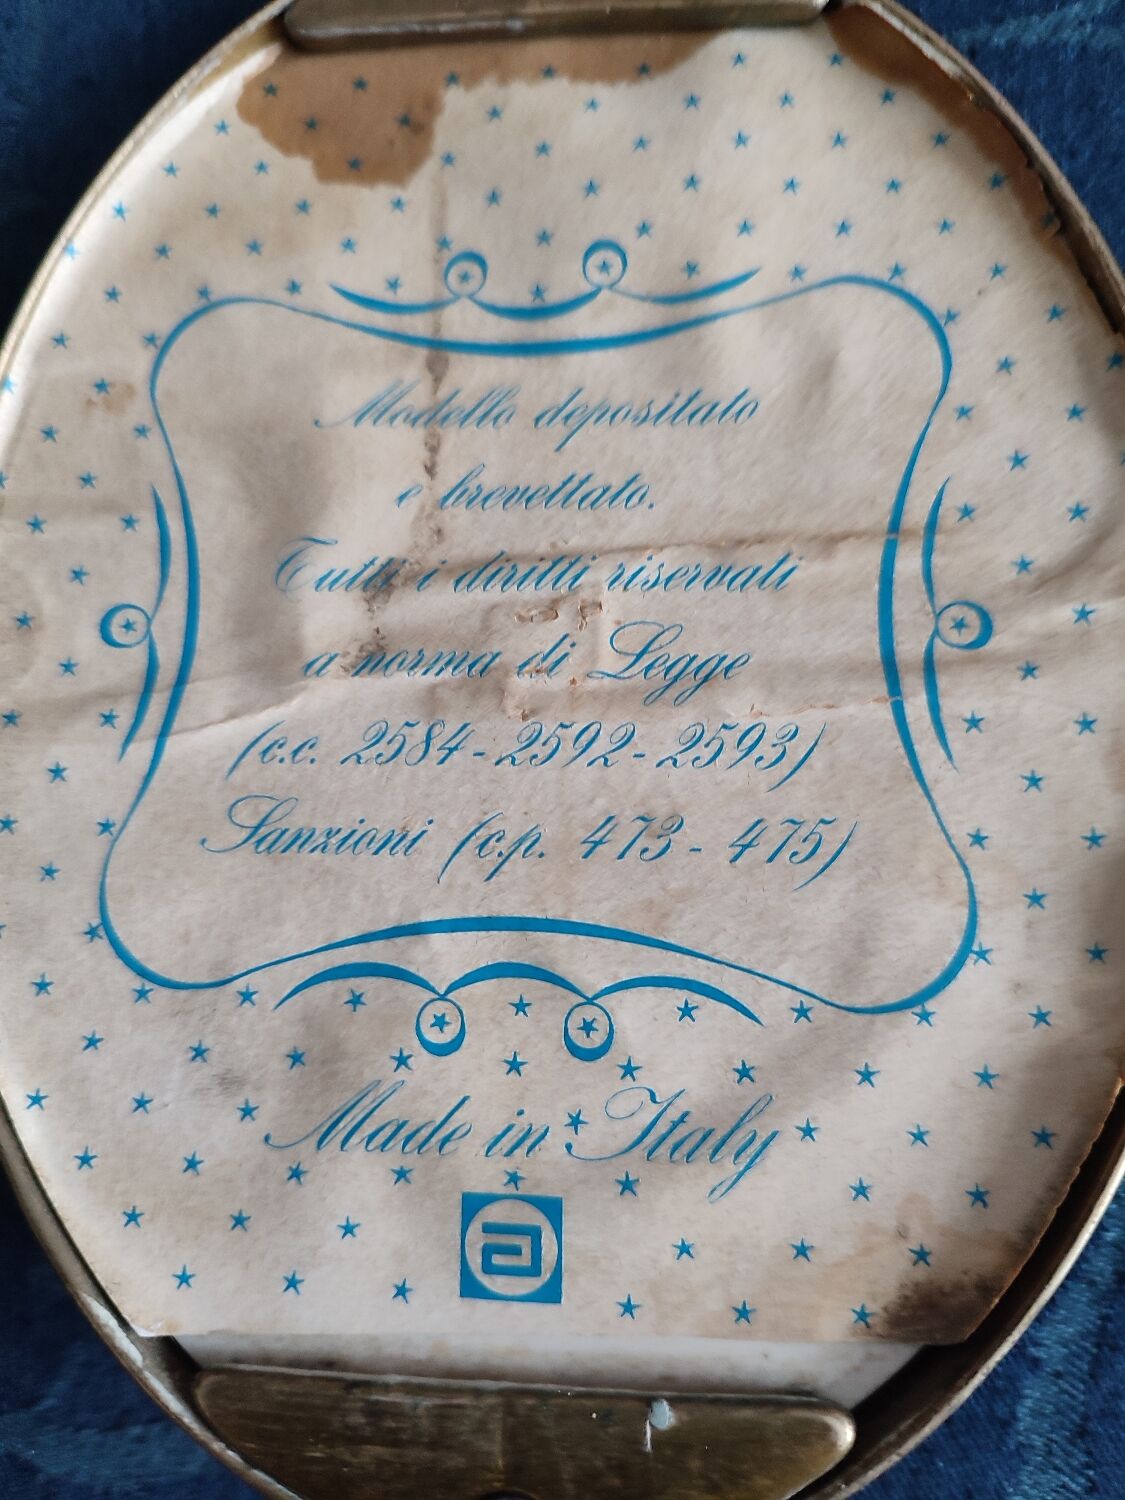 Modello depositato
e brevettato.
Tutti i diritti riservati
a norma di Legge
(c.c. 2584 - 2592 - 2593)
Sanzioni (c.p. 473 - 475)
Made in Italy